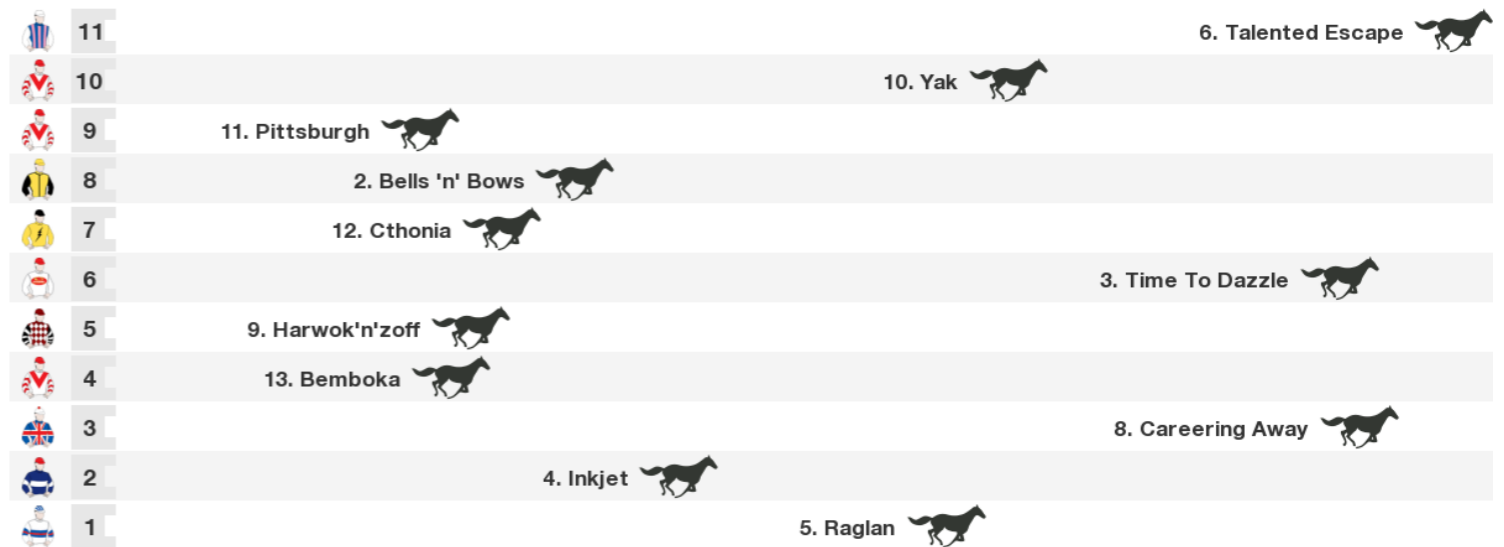 11 6. Talented Escape
10 10. Yak
9 11. Pittsburgh
8 2. Bells 'n' Bows
7 12. Cthonia
6 3. Time To Dazzle
5 9. Harwok'n'zoff
4 13. Bemboka
3 8. Careering Away
2 4. Inkjet
1 5. Raglan